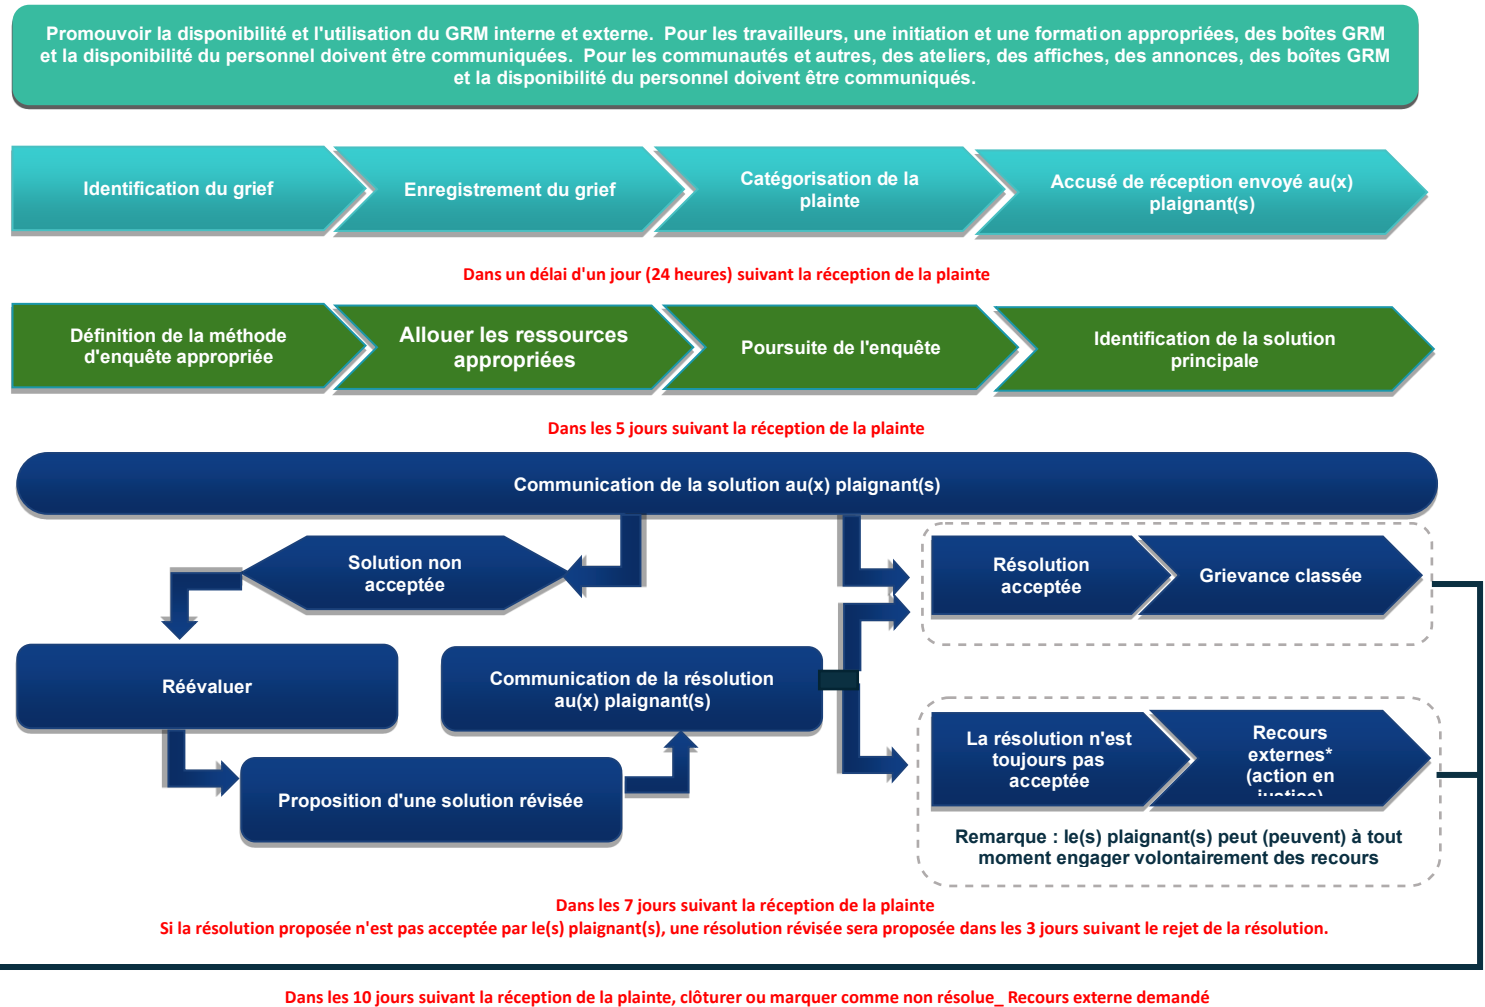 Promouvoir la disponibilité et l'utilisation du GRM interne et externe. Pour les travailleurs, une initiation et une formation appropriées, des boîtes GRM
et la disponibilité du personnel doivent être communiquées. Pour les communautés et autres, des ateliers, des affiches, des annonces, des boîtes GRM
et la disponibilité du personnel doivent être communiqués.
Identification du grief
Enregistrement du grief
Catégorisation de la
plainte
Accusé de réception envoyé au(x)
plaignant(s)
Dans un délai d'un jour (24 heures) suivant la réception de la plainte
Définition de la méthode
d'enquête appropriée
Allouer les ressources
appropriées
Poursuite de l'enquête
Identification de la solution
principale
Dans les 5 jours suivant la réception de la plainte
Communication de la solution au(x) plaignant(s)
Solution non
acceptée
Résolution
acceptée
Grievance classée
Réévaluer
Communication de la résolution
au(x) plaignant(s)
Proposition d'une solution révisée
La résolution n'est
toujours pas
acceptée
Recours
externes*
(action en
justice)
Remarque : le(s) plaignant(s) peut (peuvent) à tout
moment engager volontairement des recours
Dans les 7 jours suivant la réception de la plainte
Si la résolution proposée n'est pas acceptée par le(s) plaignant(s), une résolution révisée sera proposée dans les 3 jours suivant le rejet de la résolution.
Dans les 10 jours suivant la réception de la plainte, clôturer ou marquer comme non résolue_ Recours externe demandé